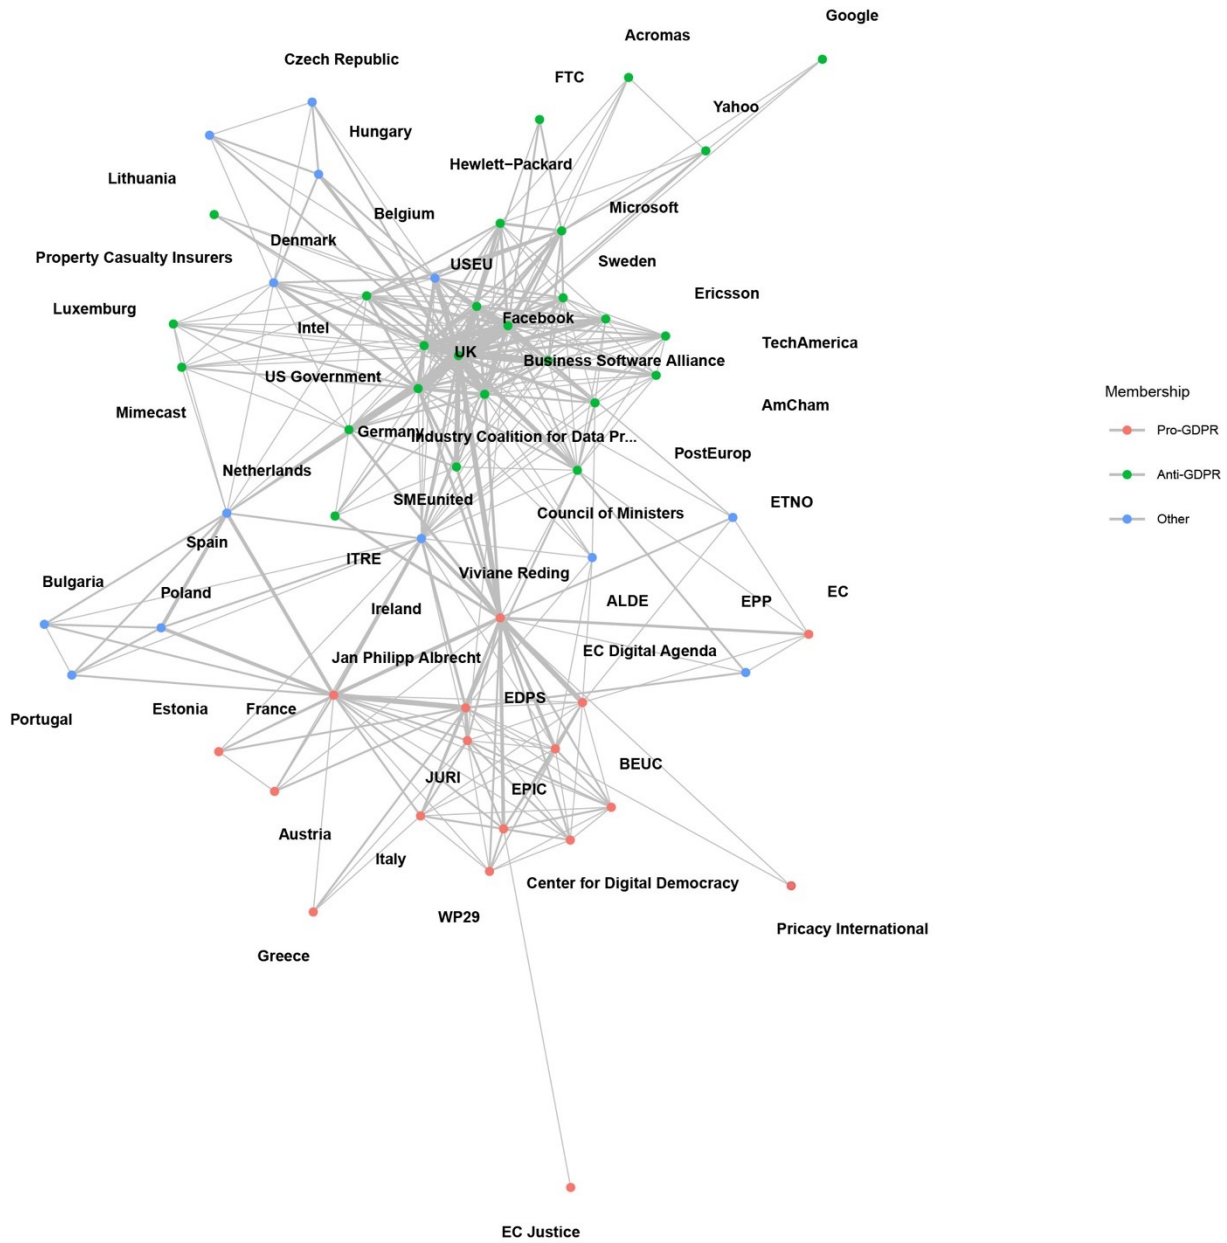 Google
Acromas
Czech Republic
FTC
Yahoo
Hungary
Hewlett–Packard
Lithuania
Microsoft
Belgium
Denmark
Property Casualty Insurers
Sweden
USEU
Ericsson
Luxemburg
Facebook
Intel
TechAmerica
UK
Business Software Alliance
US Government
Membership
AmCham
Mimecast
Pro-GDPR
Germany
Industry Coalition for Data Pr...
PostEurop
Netherlands
Anti-GDPR
SMEunited
ETNO
Council of Ministers
Other
Spain
ITRE
Viviane Reding
Bulgaria
Poland
EC
ALDE
EPP
Ireland
EC Digital Agenda
Jan Philipp Albrecht
EDPS
Estonia
France
Portugal
BEUC
JURI
EPIC
Austria
Italy
Center for Digital Democracy
WP29
Pricacy International
Greece
EC Justice